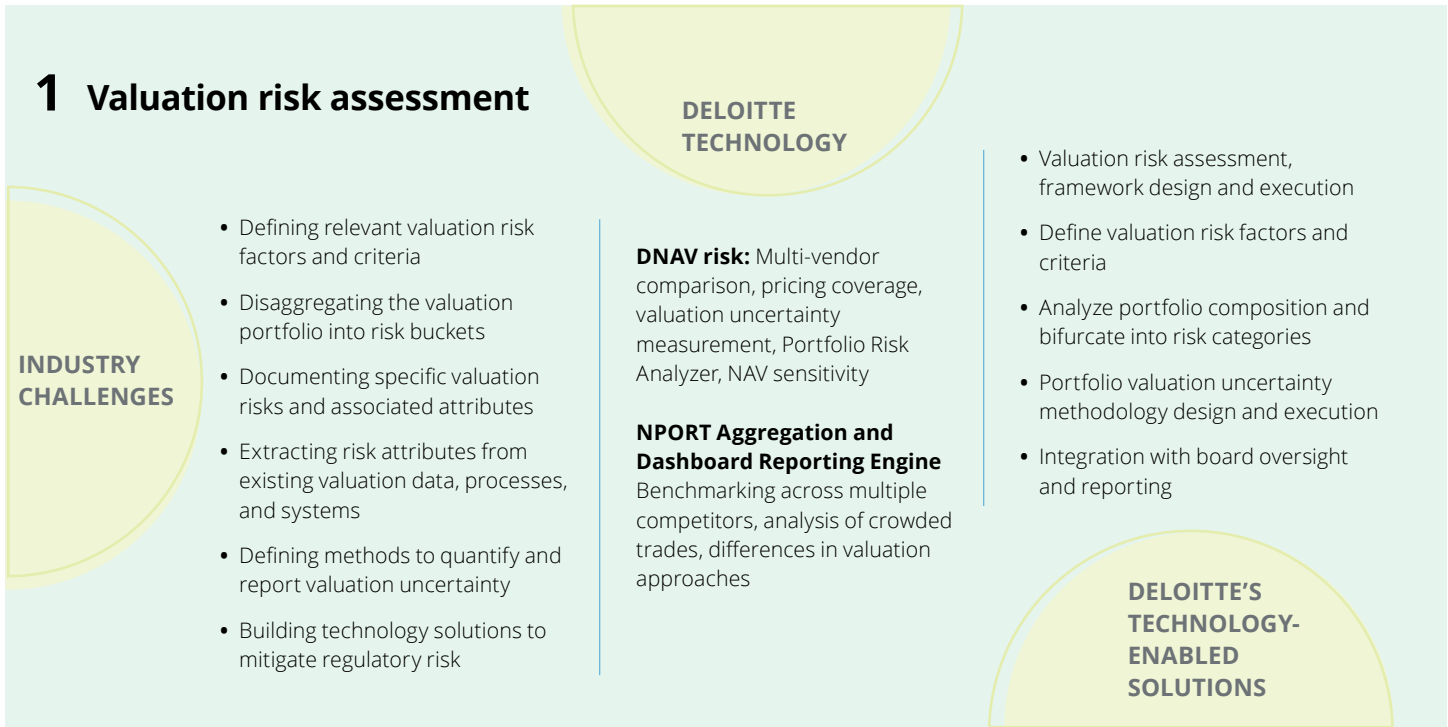 1 Valuation risk assessment
INDUSTRY
CHALLENGES
• Defining relevant valuation risk
factors and criteria
• Disaggregating the valuation
portfolio into risk buckets
• Documenting specific valuation
risks and associated attributes
• Extracting risk attributes from
existing valuation data, processes,
and systems
• Defining methods to quantify and
report valuation uncertainty
• Building technology solutions to
mitigate regulatory risk
DELOITTE
TECHNOLOGY
DNAV risk: Multi-vendor
comparison, pricing coverage,
valuation uncertainty
measurement, Portfolio Risk
Analyzer, NAV sensitivity
NPORT Aggregation and
Dashboard Reporting Engine
Benchmarking across multiple
competitors, analysis of crowded
trades, differences in valuation
approaches
• Valuation risk assessment,
framework design and execution
• Define valuation risk factors and
criteria
• Analyze portfolio composition and
bifurcate into risk categories
• Portfolio valuation uncertainty
methodology design and execution
• Integration with board oversight
and reporting
DELOITTE’S
TECHNOLOGY-
ENABLED
SOLUTIONS